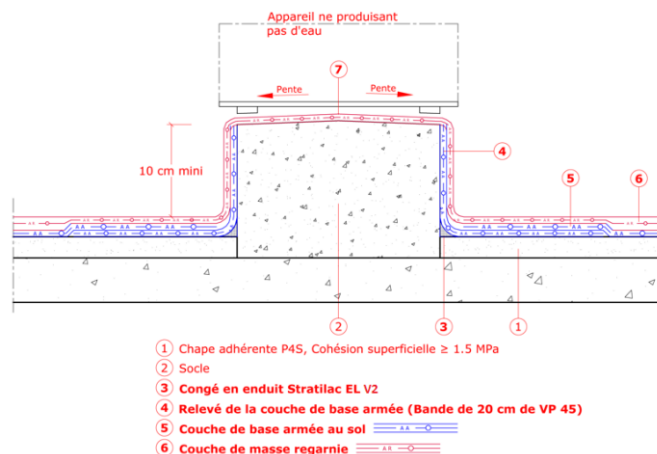 Appareil ne produisant
pas d'eau
Pente
Pente
7
4
10 cm mini
5
6
2
3
1
1 Chape adhérente P4S, Cohésion superficielle ≥ 1.5 MPa
2 Socle
3 Congé en enduit Stratilac EL V2
4 Relevé de la couche de base armée (Bande de 20 cm de VP 45)
5 Couche de base armée au sol AA
6 Couche de masse regarnie AR